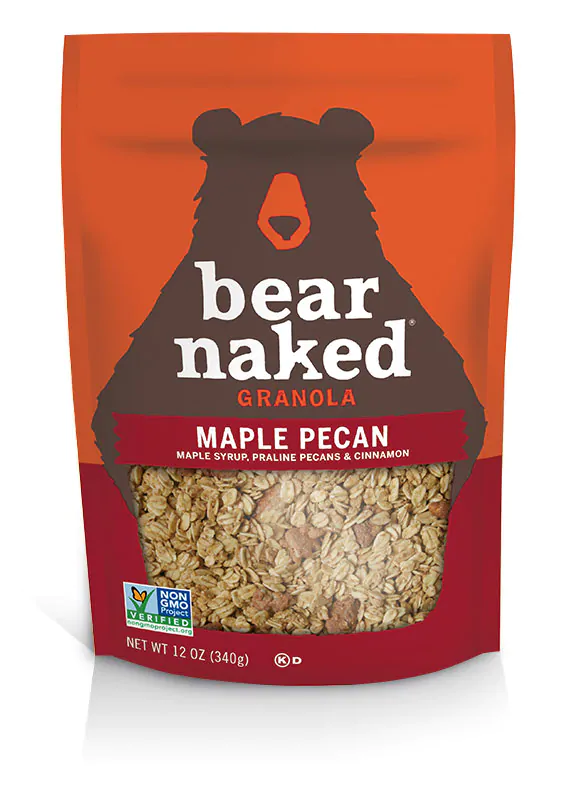 bear
naked®
GRANOLA
MAPLE PECAN
MAPLE SYRUP, PRALINE PECANS & CINNAMON
NON
GMO
Project
VERIFIED
nongmoproject.org
NET WT 12 OZ (340g)
K D